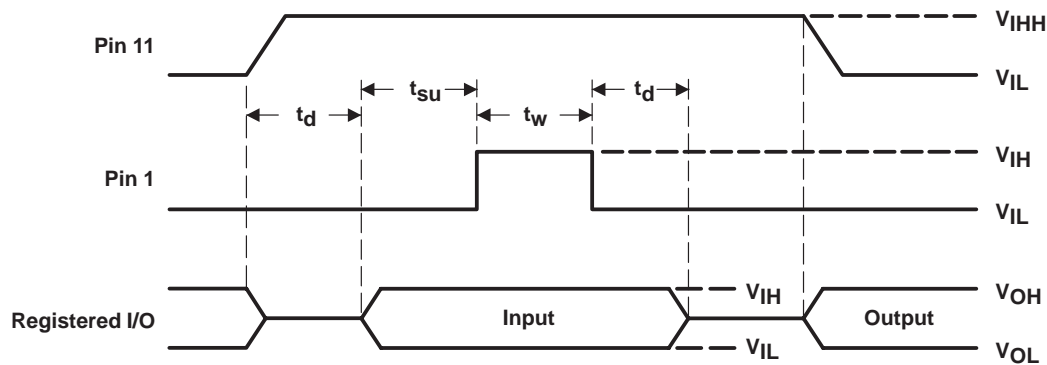 Pin 11
VIHH
VIL
td
tsu
tw
td
Pin 1
VIH
VIL
Registered I/O
Input
VIH
VIL
Output
VOH
VOL